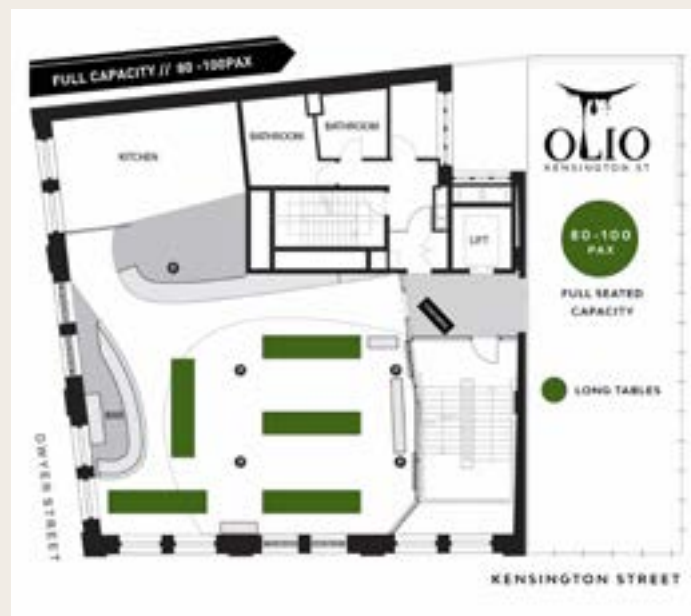 FULL CAPACITY // 80 -100PAX
KITCHEN
BATHROOM
BATHROOM
LIFT
BAR
DWYER STREET
OLIO
KENSINGTON ST
80-100
PAX
FULL SEATED
CAPACITY
LONG TABLES
KENSINGTON STREET